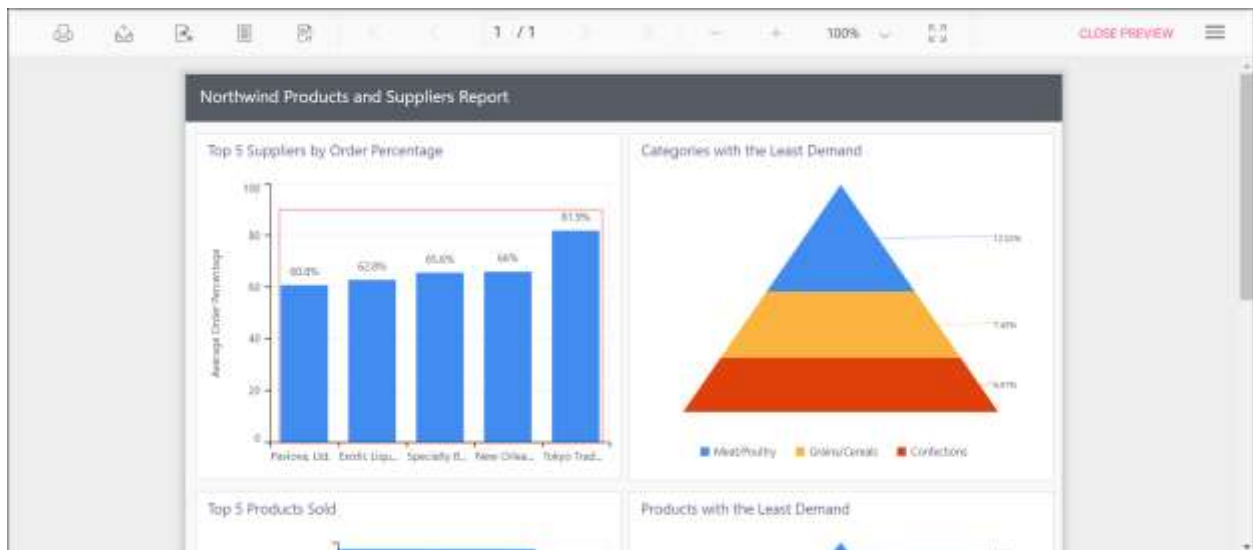 1 / 1
100%
CLOSE PREVIEW
Northwind Products and Suppliers Report
Top 5 Suppliers by Order Percentage
Average Order Percentage
100
80
60
40
20
0
60.8%
62.8%
65.6%
66%
81.9%
Pavlova, Ltd.
Exotic Liqu...
Specialty B...
New Orlea...
Tokyo Trad...
Categories with the Least Demand
Meat/Poultry
Grains/Cereals
Confections
Top 5 Products Sold
Products with the Least Demand